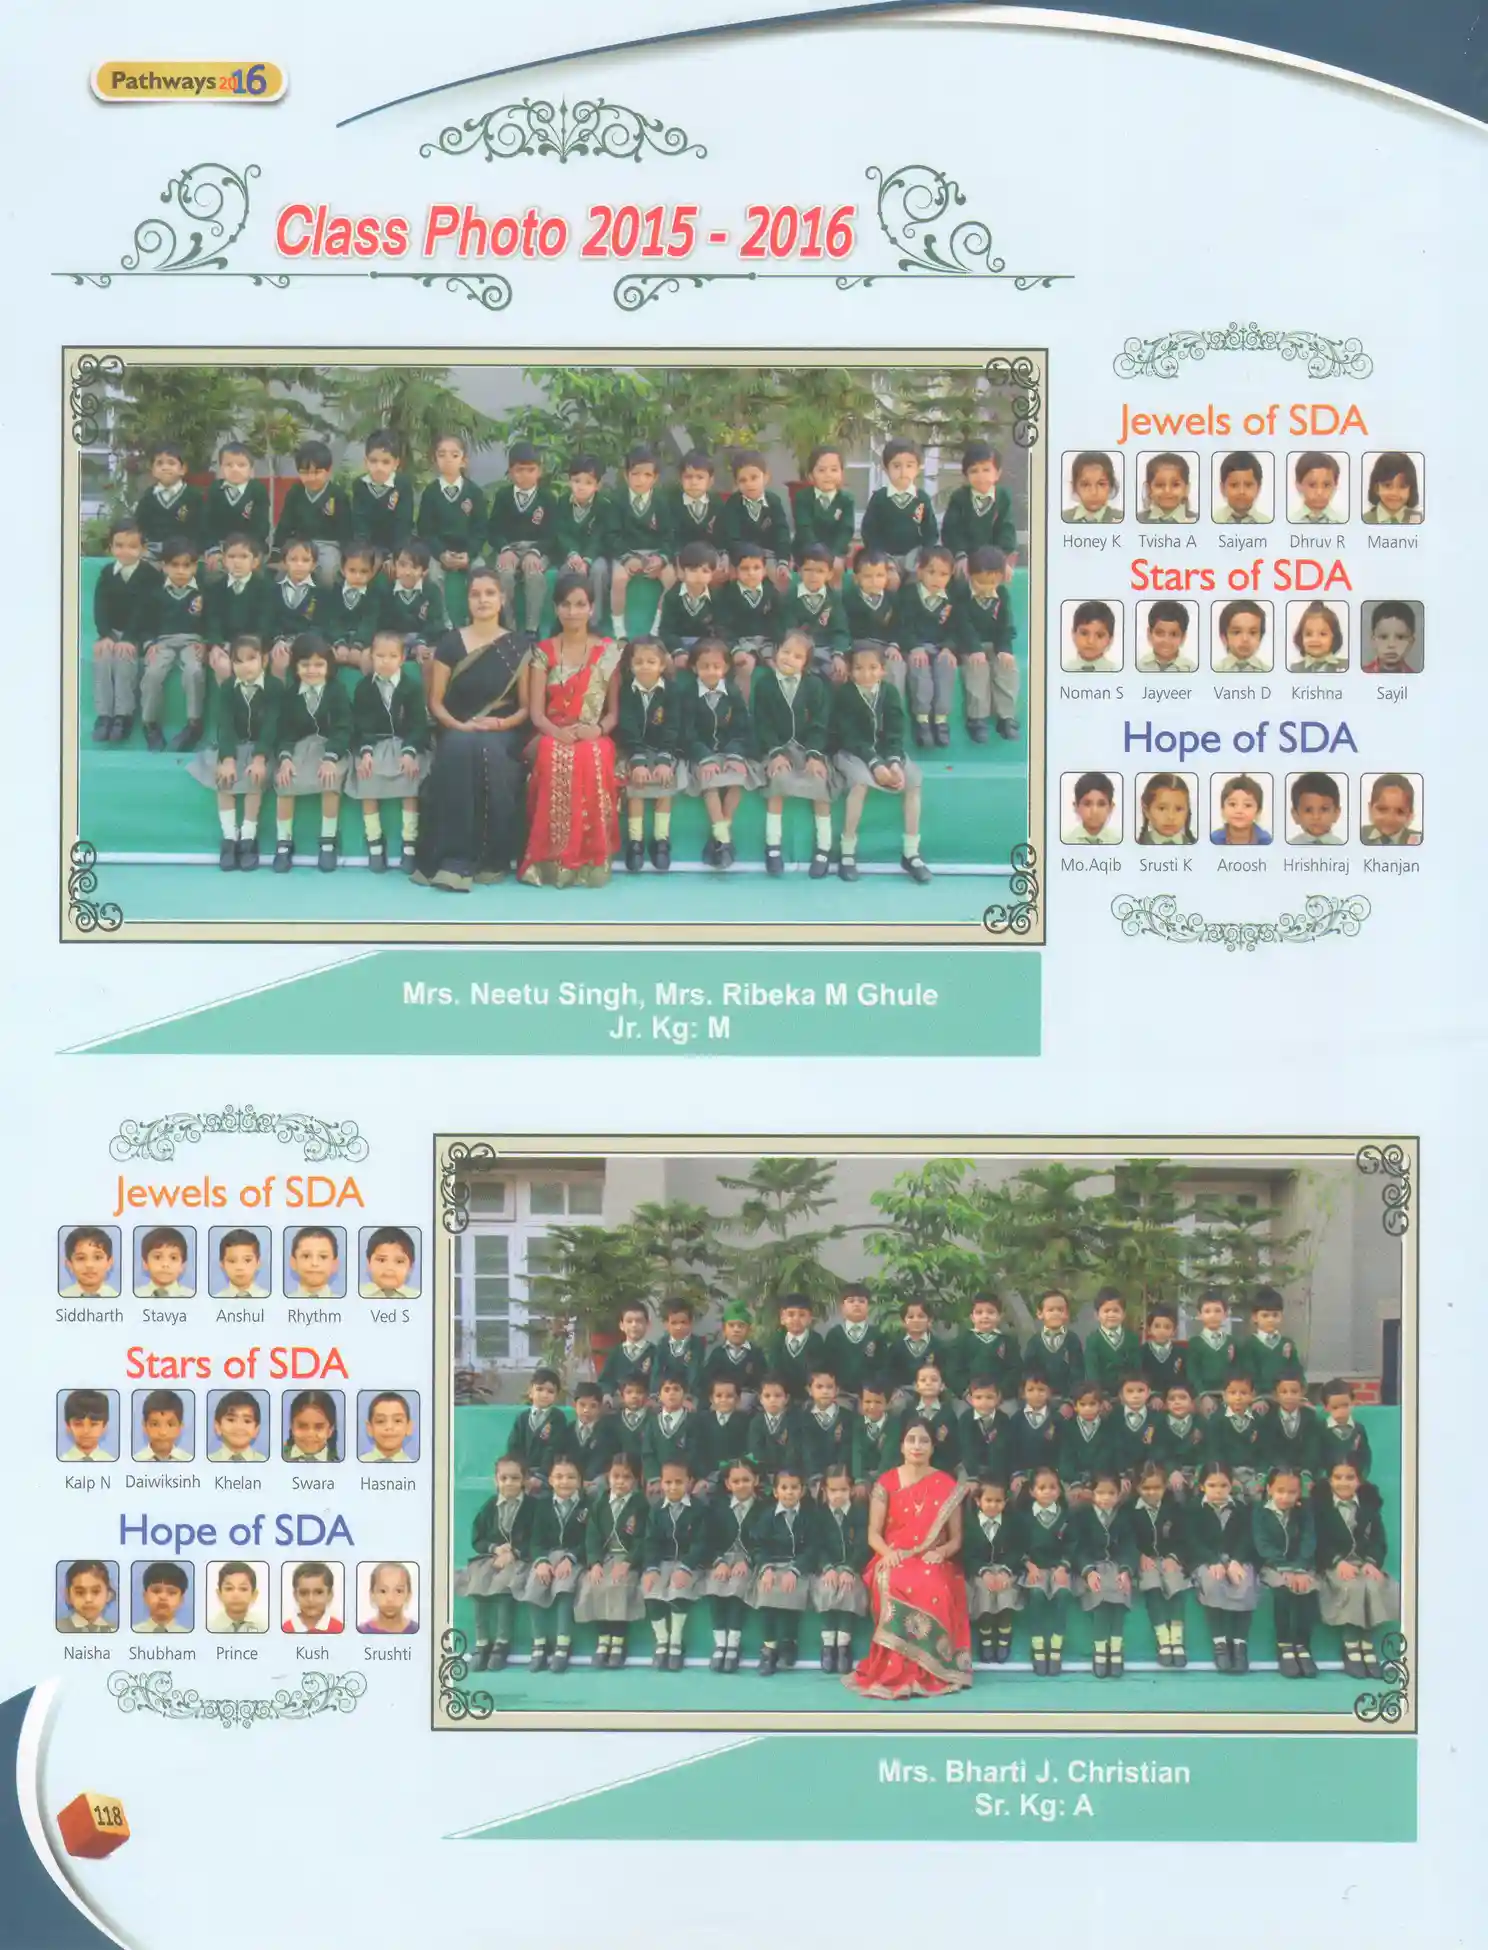 Pathways 2016
Class Photo 2015 - 2016
Jewels of SDA
Honey K Tvisha A Saiyam Dhruv R Maanvi
Stars of SDA
Noman S Jayveer Vansh D Krishna Sayil
Hope of SDA
Mo.Aqib Srusti K Aroosh Hrishhiraj Khanjan
Mrs. Neetu Singh, Mrs. Ribeka M Ghule
Jr. Kg: M
Jewels of SDA
Siddharth Stavya Anshul Rhythm Ved S
Stars of SDA
Kalp N Daiwiksinh Khelan Swara Hasnain
Hope of SDA
Naisha Shubham Prince Kush Srushti
Mrs. Bharti J. Christian
Sr. Kg: A
118